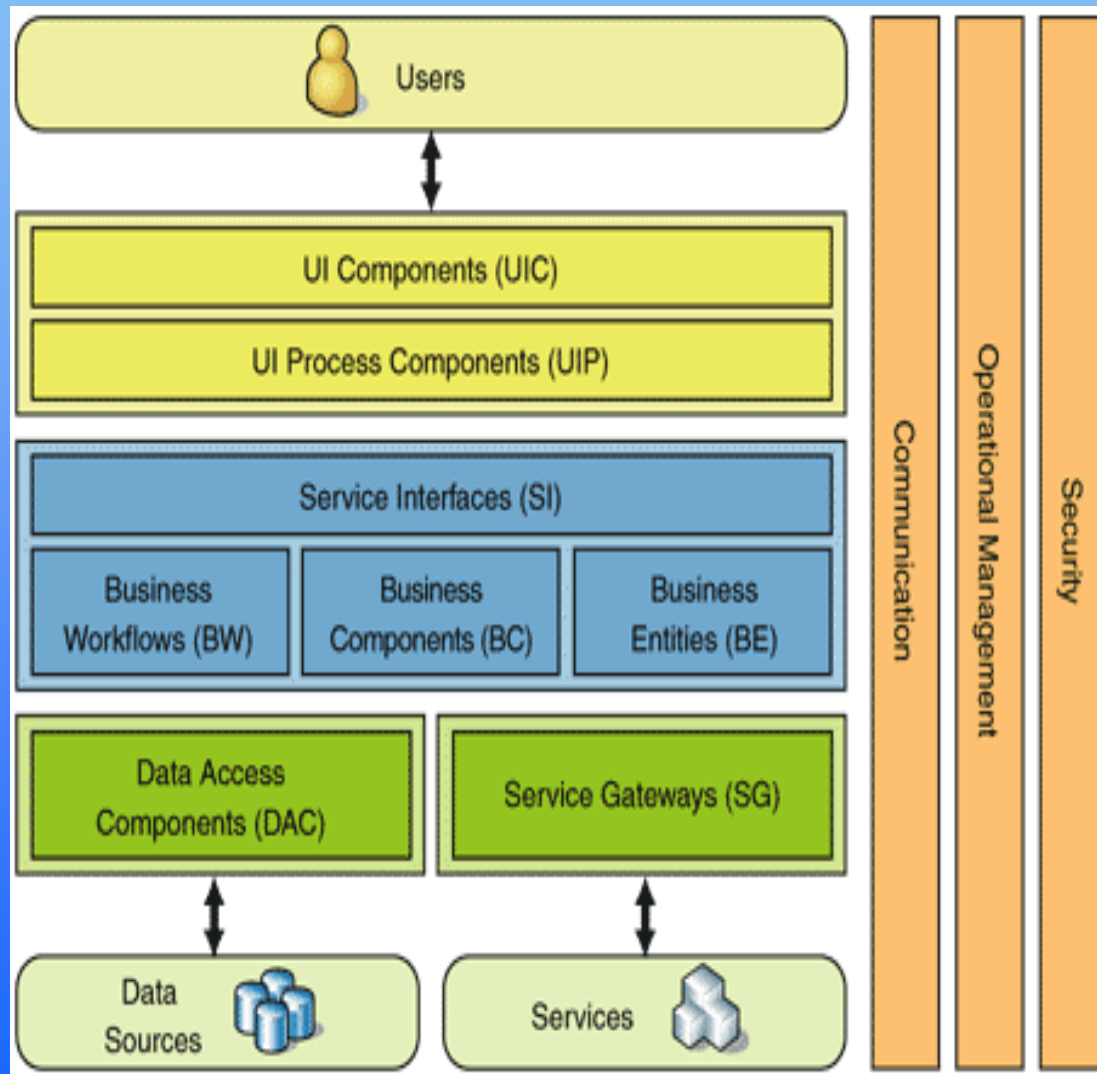 Users
UI Components (UIC)
UI Process Components (UIP)
Service Interfaces (SI)
Business
Workflows (BW)
Business
Components (BC)
Business
Entities (BE)
Data Access
Components (DAC)
Service Gateways (SG)
Data
Sources
Services
Communication
Operational Management
Security